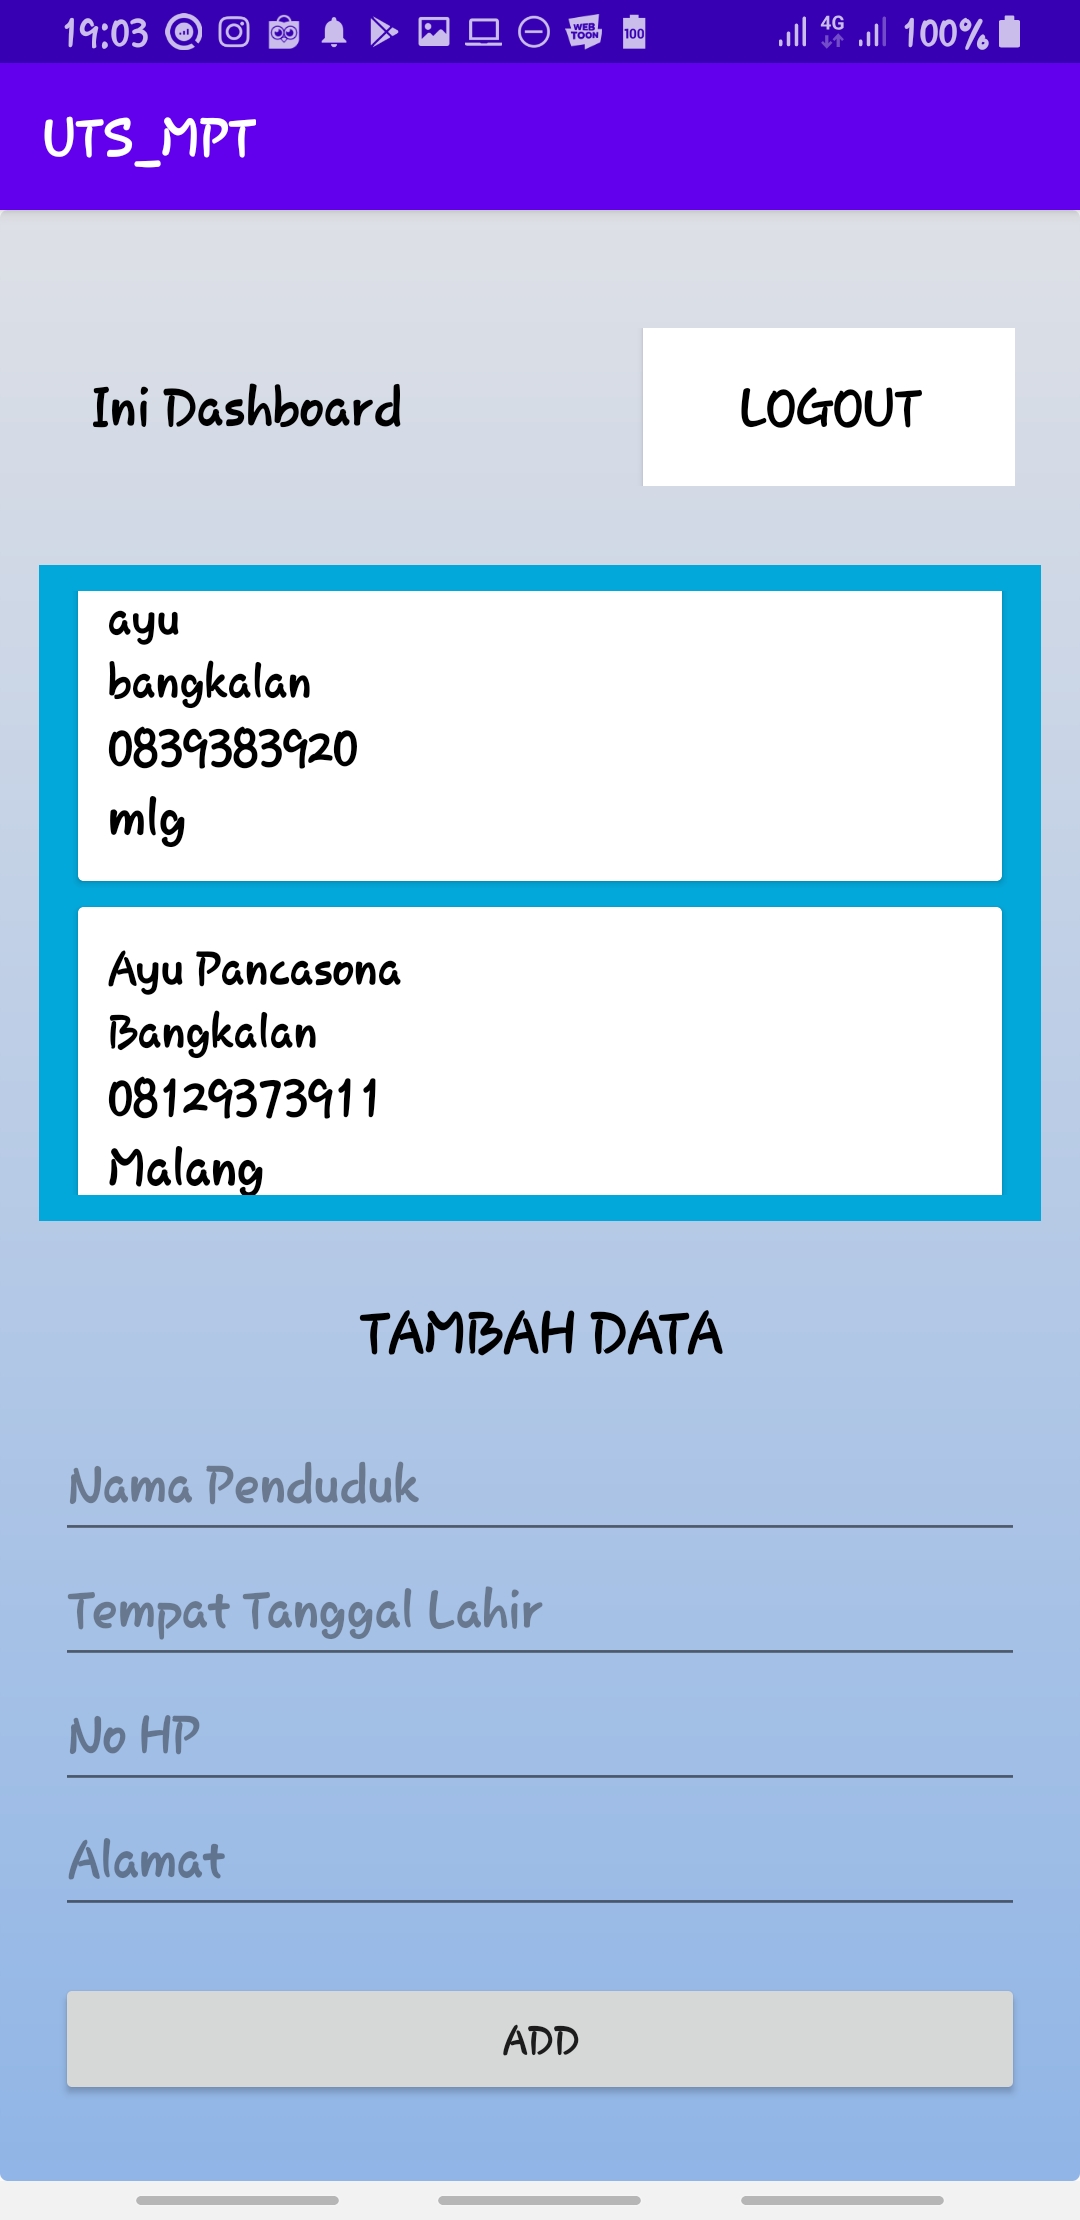 19:03 100 4G 100%
WEB
TOON
UTS_MPT
Ini Dashboard
LOGOUT
ayu
bangkalan
0839383920
mlg
Ayu Pancasona
Bangkalan
08129373911
Malang
TAMBAH DATA
Nama Penduduk
Tempat Tanggal Lahir
No HP
Alamat
ADD